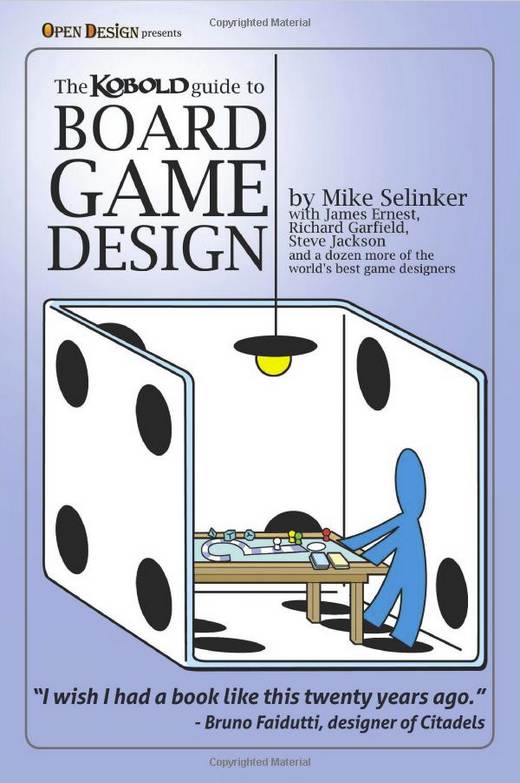 Copyrighted Material
OPEN DESIGN presents
The KOBOLD guide to
BOARD
GAME
DESIGN
by Mike Selinker
with James Ernest,
Richard Garfield,
Steve Jackson
and a dozen more of the
world's best game designers
“I wish I had a book like this twenty years ago.”
- Bruno Faidutti, designer of Citadels
Copyrighted Material